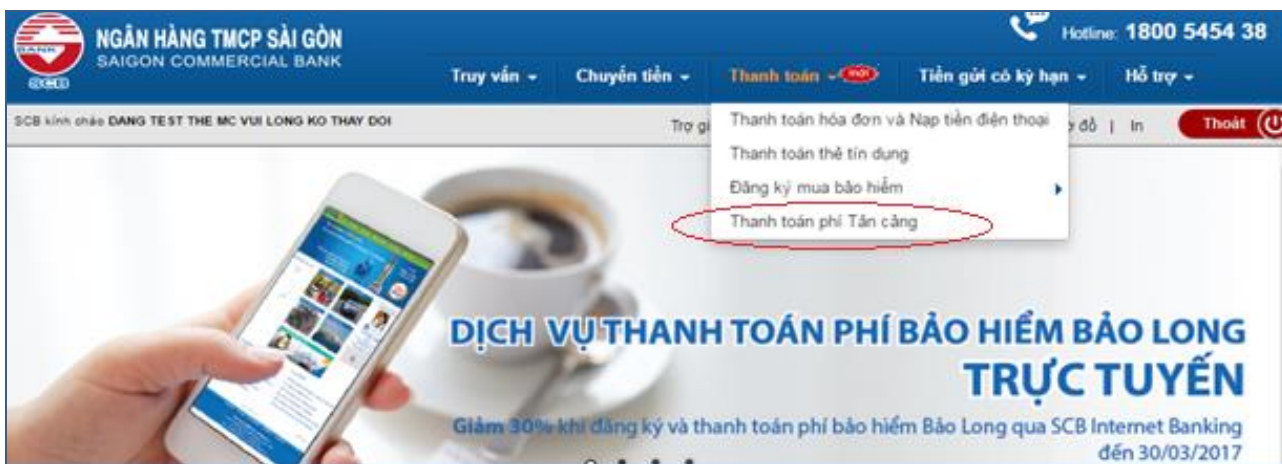 NGÂN HÀNG TMCP SÀI GÒN
SAIGON COMMERCIAL BANK
BANK
SCB
Hotline: 1800 5454 38
Truy vấn Chuyển tiền Thanh toán mới Tiền gửi có kỳ hạn Hỗ trợ
SCB kính chào DANG TEST THE MC VUI LONG KO THAY DOI
Trợ gi đồ | In Thoát
Thanh toán hóa đơn và Nạp tiền điện thoại
Thanh toán thẻ tín dụng
Đăng ký mua bảo hiểm
Thanh toán phí Tân cảng
DỊCH VỤ THANH TOÁN PHÍ BẢO HIỂM BẢO LONG
TRỰC TUYẾN
Giảm 30% khi đăng ký và thanh toán phí bảo hiểm Bảo Long qua SCB Internet Banking
đến 30/03/2017